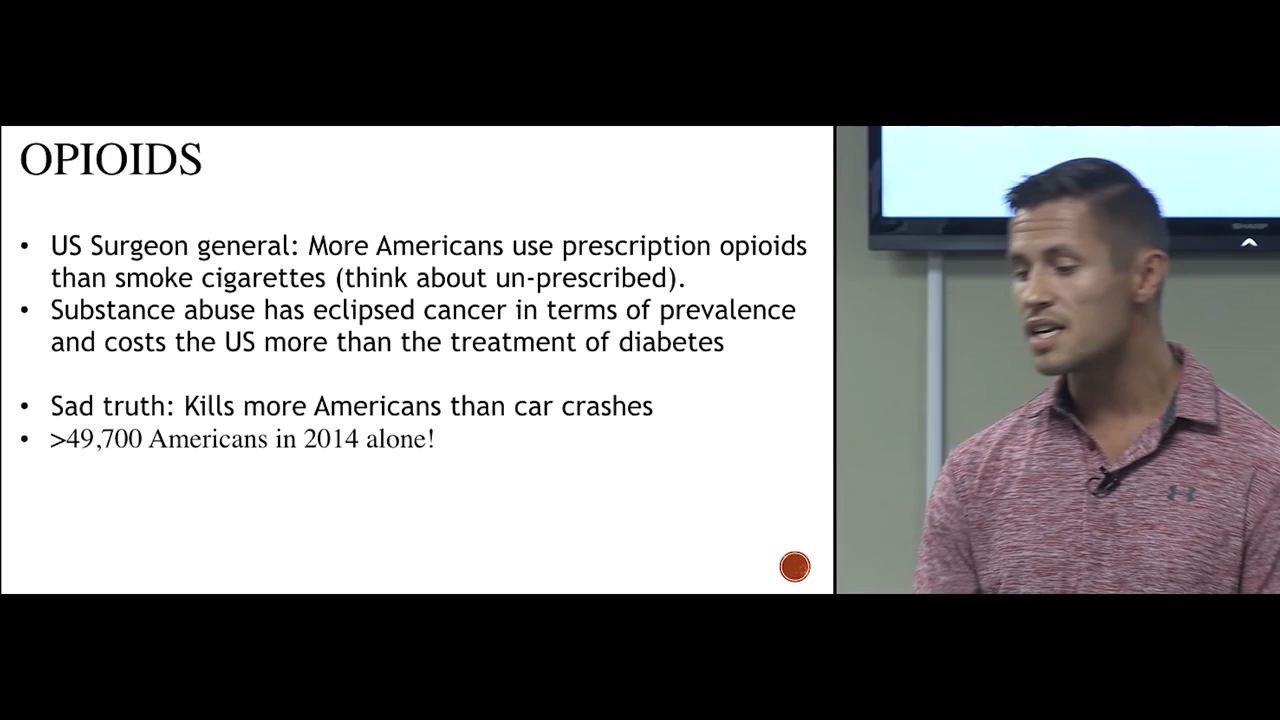 OPIOIDS
• US Surgeon general: More Americans use prescription opioids
than smoke cigarettes (think about un-prescribed).
• Substance abuse has eclipsed cancer in terms of prevalence
and costs the US more than the treatment of diabetes
• Sad truth: Kills more Americans than car crashes
• >49,700 Americans in 2014 alone!
SHARP